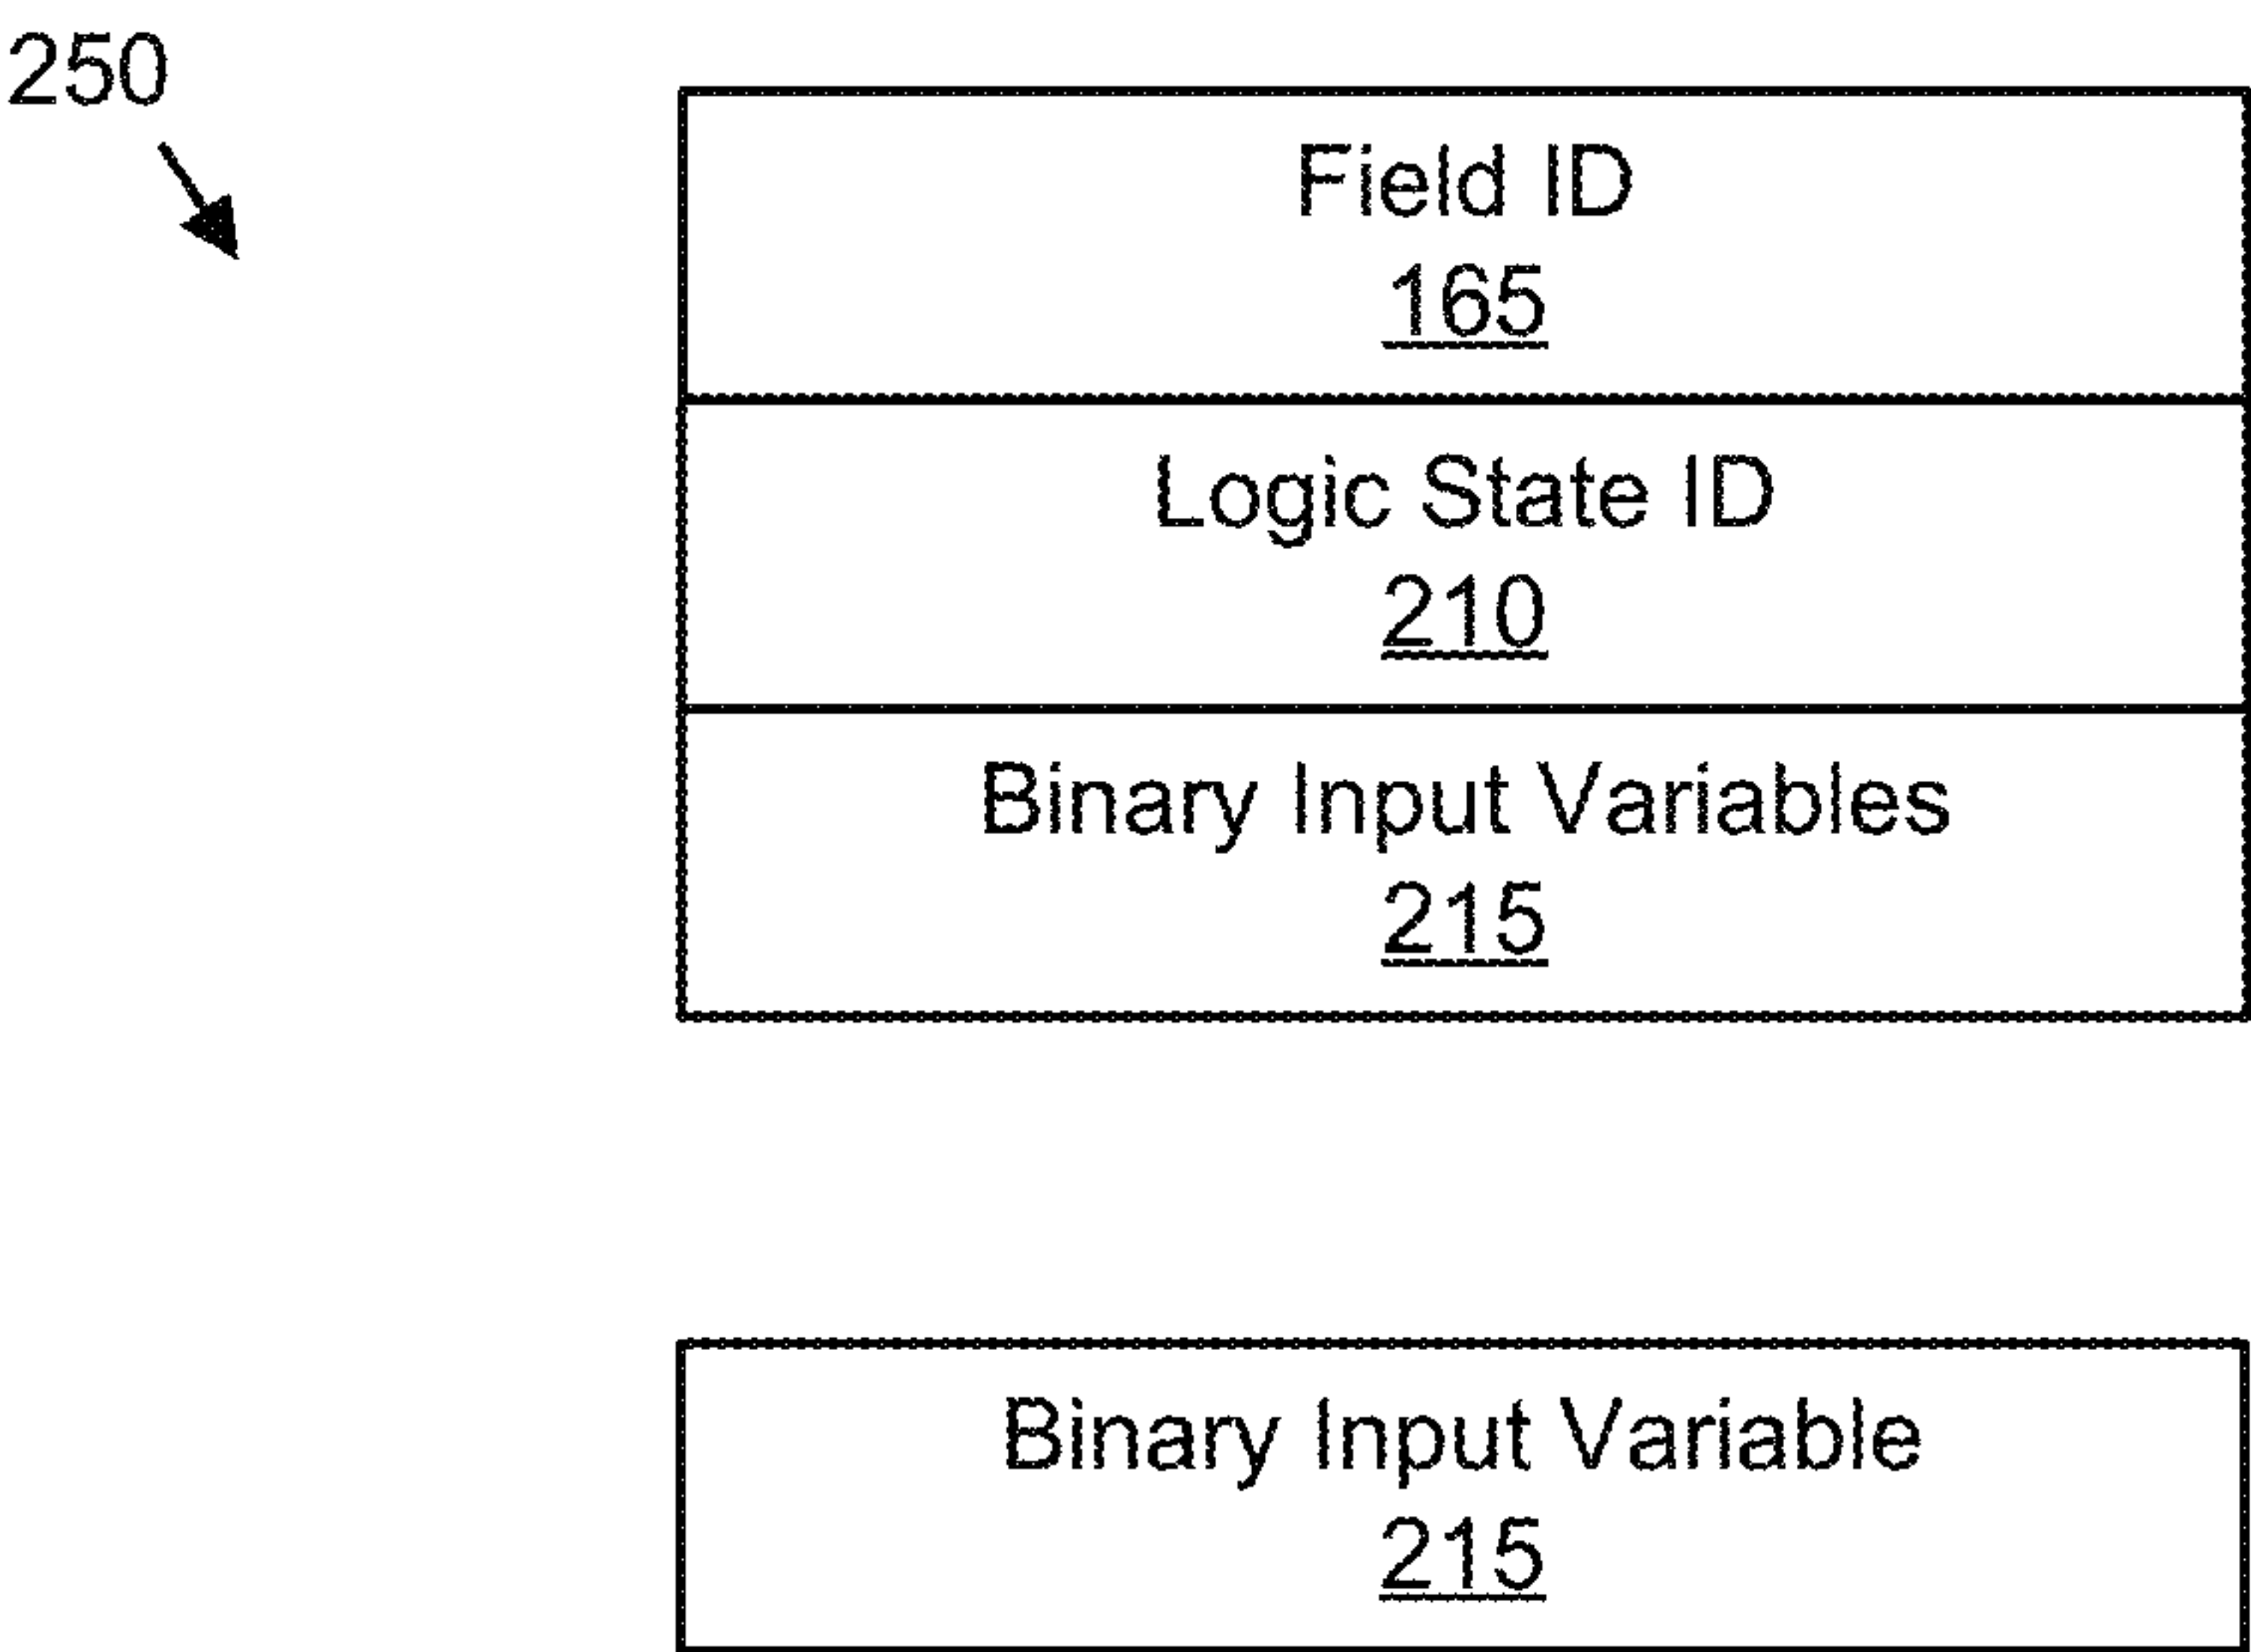 250
Field ID
165
Logic State ID
210
Binary Input Variables
215
Binary Input Variable
215